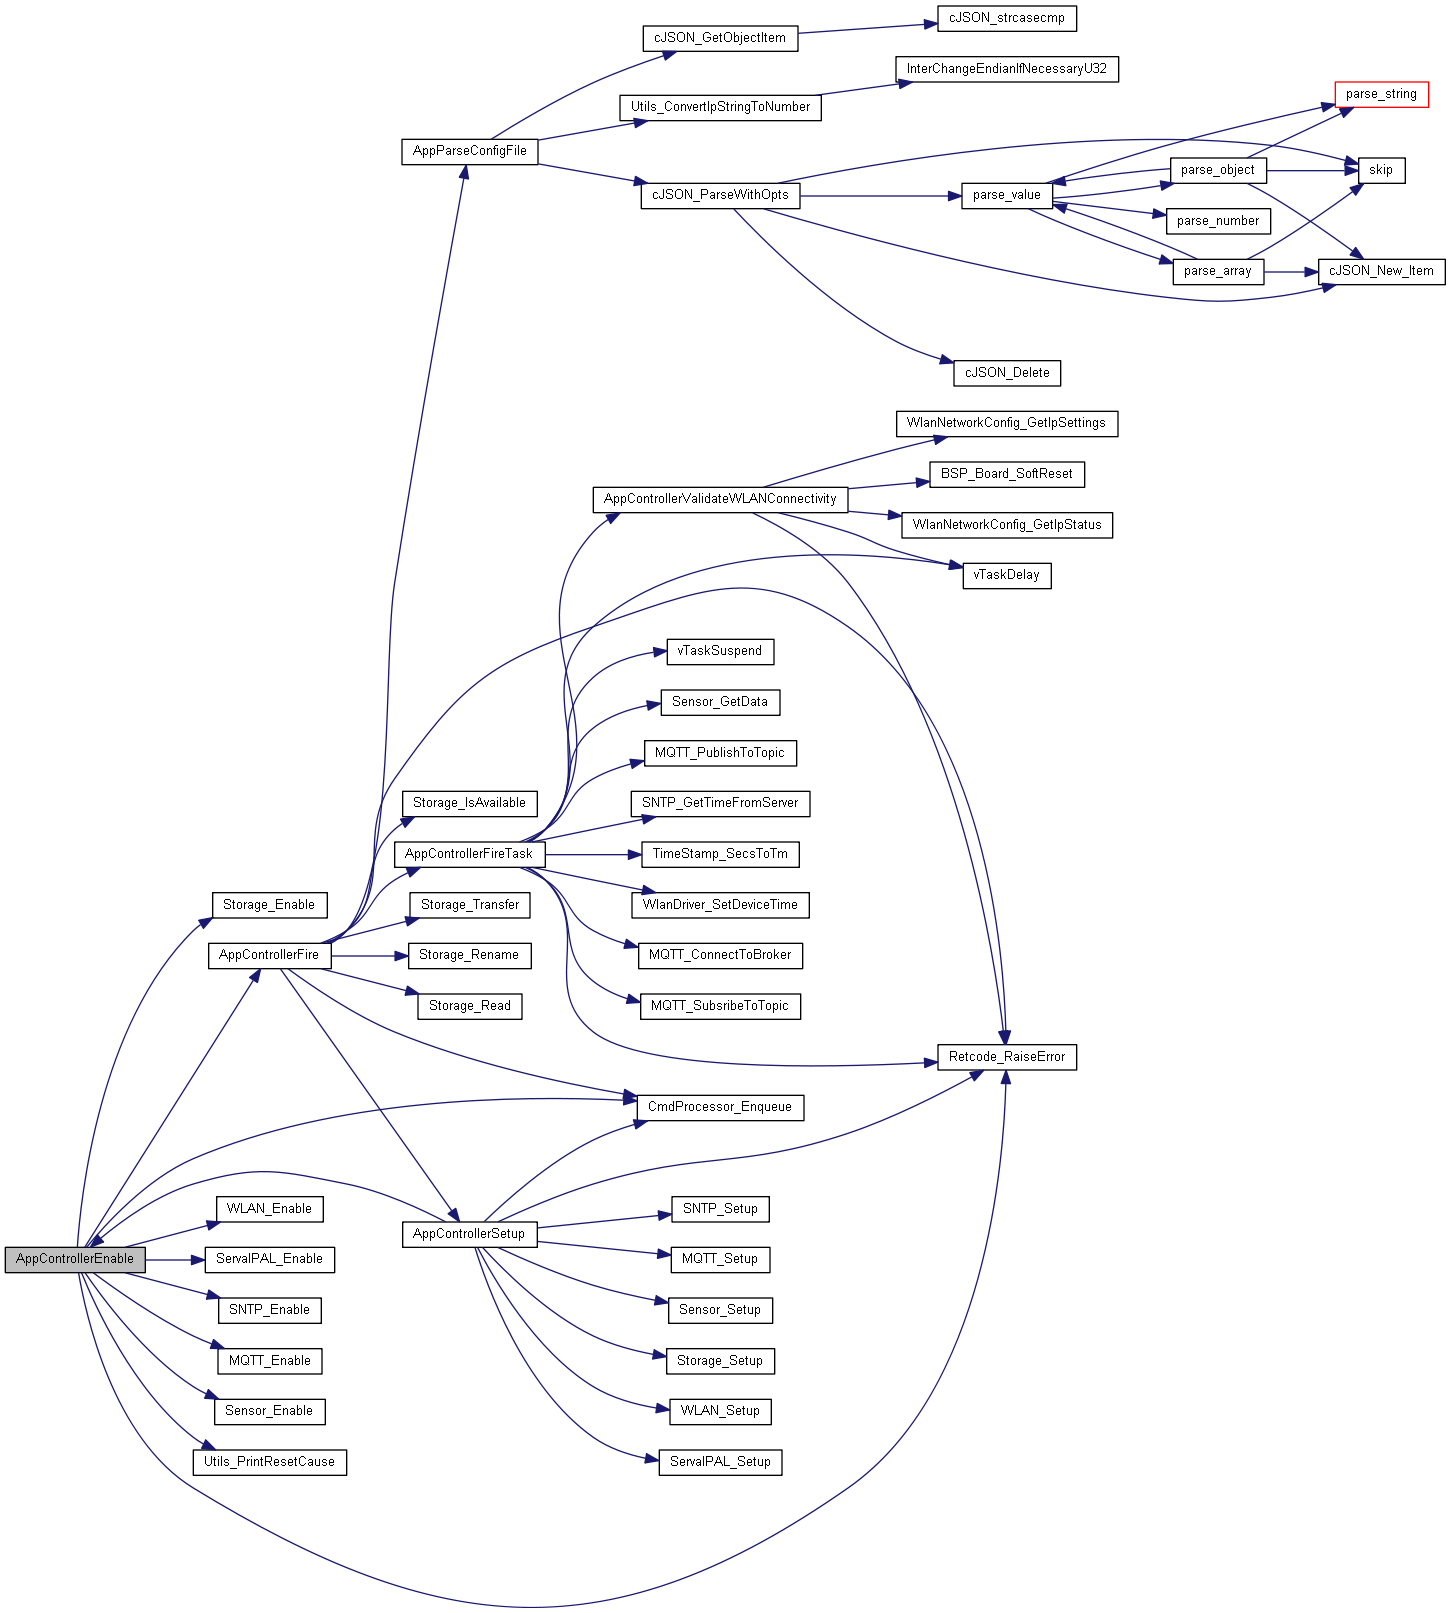 cJSON_strcasecmp
cJSON_GetObjectItem
InterChangeEndianIfNecessaryU32
Utils_ConvertIpStringToNumber
parse_string
AppParseConfigFile
skip
parse_object
cJSON_ParseWithOpts
parse_value
parse_number
parse_array
cJSON_New_Item
cJSON_Delete
WlanNetworkConfig_GetIpSettings
BSP_Board_SoftReset
AppControllerValidateWLANConnectivity
WlanNetworkConfig_GetIpStatus
vTaskDelay
vTaskSuspend
Sensor_GetData
MQTT_PublishToTopic
Storage_IsAvailable
SNTP_GetTimeFromServer
AppControllerFireTask
TimeStamp_SecsToTm
Storage_Enable
Storage_Transfer
WlanDriver_SetDeviceTime
AppControllerFire
Storage_Rename
MQTT_ConnectToBroker
Storage_Read
MQTT_SubsribeToTopic
Retcode_RaiseError
CmdProcessor_Enqueue
WLAN_Enable
SNTP_Setup
AppControllerSetup
AppControllerEnable
ServalPAL_Enable
MQTT_Setup
SNTP_Enable
Sensor_Setup
MQTT_Enable
Storage_Setup
Sensor_Enable
WLAN_Setup
Utils_PrintResetCause
ServalPAL_Setup